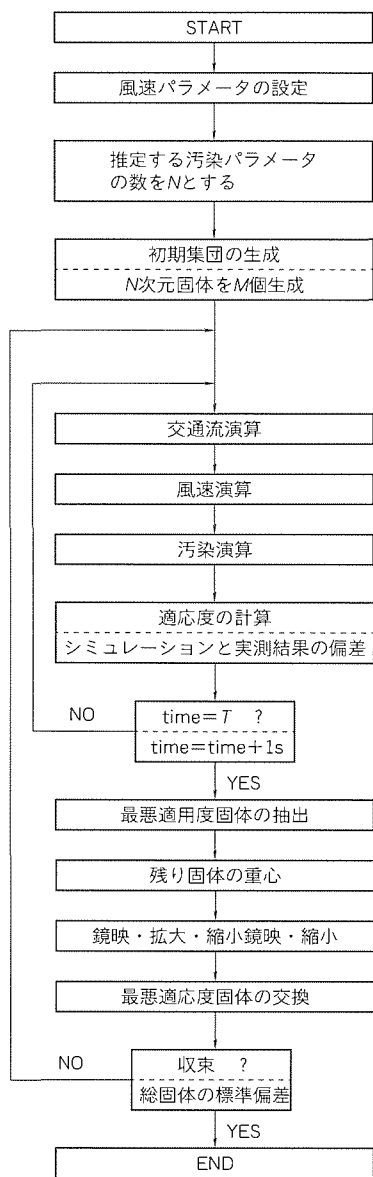 START
風速パラメータの設定
推定する汚染パラメータ
の数をNとする
初期集団の生成
N次元固体をM個生成
交通流演算
風速演算
汚染演算
適応度の計算
シミュレーションと実測結果の偏差
NO
time=T ?
time=time+1s
YES
最悪適用度固体の抽出
残り固体の重心
鏡映・拡大・縮小鏡映・縮小
最悪適応度固体の交換
NO
収束 ?
総固体の標準偏差
YES
END